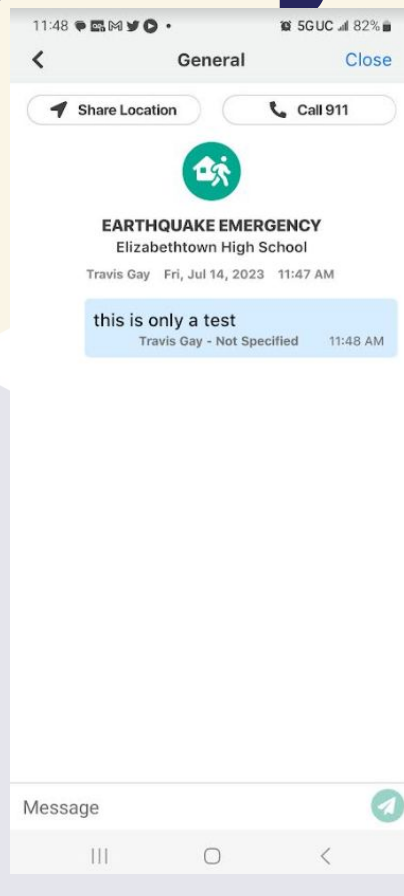 11:48
5GUC 82%
General
Close
Share Location
Call 911
EARTHQUAKE EMERGENCY
Elizabethtown High School
Travis Gay Fri, Jul 14, 2023 11:47 AM
this is only a test
Travis Gay - Not Specified 11:48 AM
Message